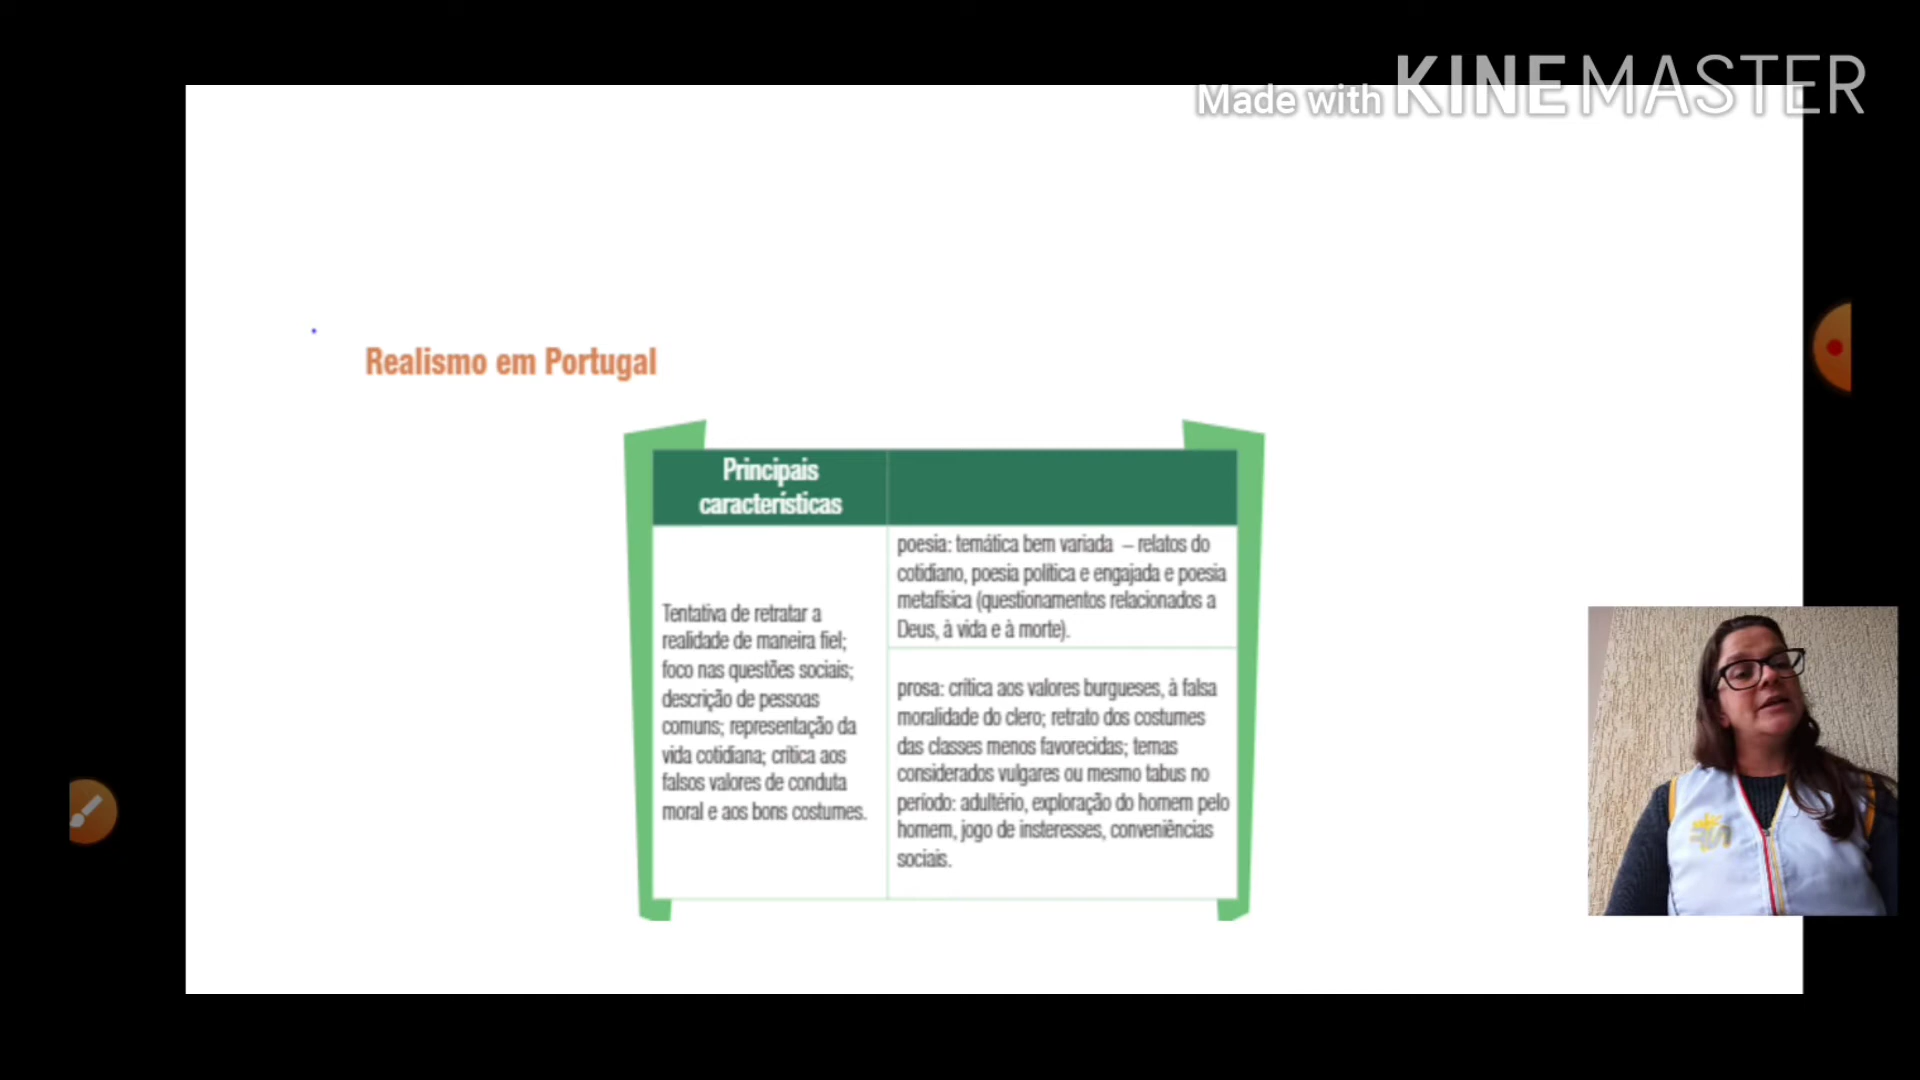 Made with KINEMASTER
Realismo em Portugal
Principais
características
Tentativa de retratar a
realidade de maneira fiel;
foco nas questões sociais;
descrição de pessoas
comuns; representação da
vida cotidiana; crítica aos
falsos valores de conduta
moral e aos bons costumes.
poesia: temática bem variada – relatos do
cotidiano, poesia política e engajada e poesia
metafísica (questionamentos relacionados a
Deus, à vida e à morte).
prosa: crítica aos valores burgueses, à falsa
moralidade do clero; retrato dos costumes
das classes menos favorecidas; temas
considerados vulgares ou mesmo tabus no
período: adultério, exploração do homem pelo
homem, jogo de insteresses, conveniências
sociais.